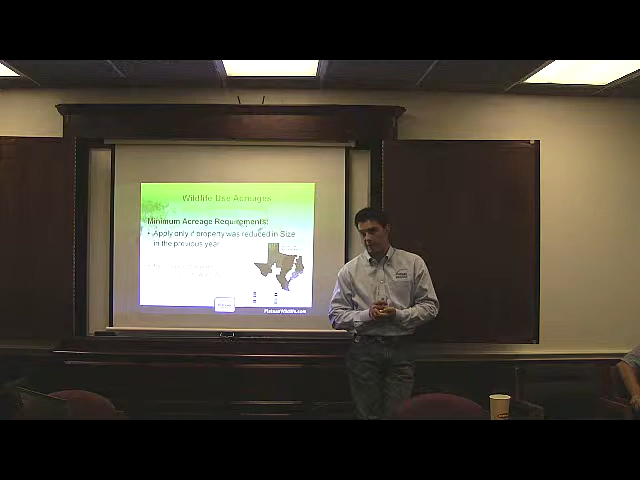 Wildlife Use Acreages
Minimum Acreage Requirements:
• Apply only if property was reduced in Size
in the previous year
PlateauWildlife.com